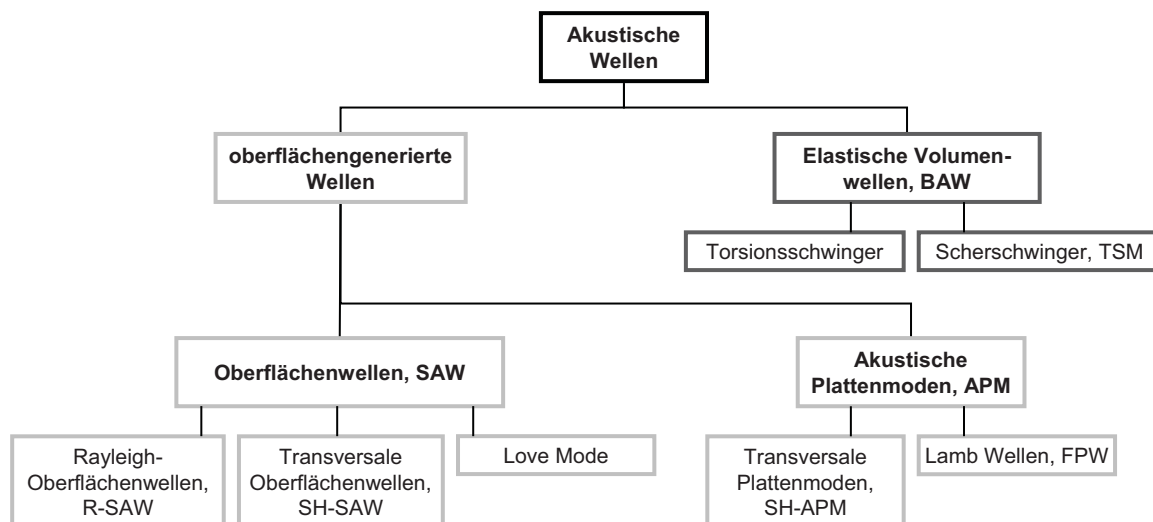 Akustische
Wellen
oberflächengenerierte
Wellen
Elastische Volumen-
wellen, BAW
Torsionsschwinger
Scherschwinger, TSM
Oberflächenwellen, SAW
Akustische
Plattenmoden, APM
Rayleigh-
Oberflächenwellen,
R-SAW
Transversale
Oberflächenwellen,
SH-SAW
Love Mode
Transversale
Plattenmoden,
SH-APM
Lamb Wellen, FPW